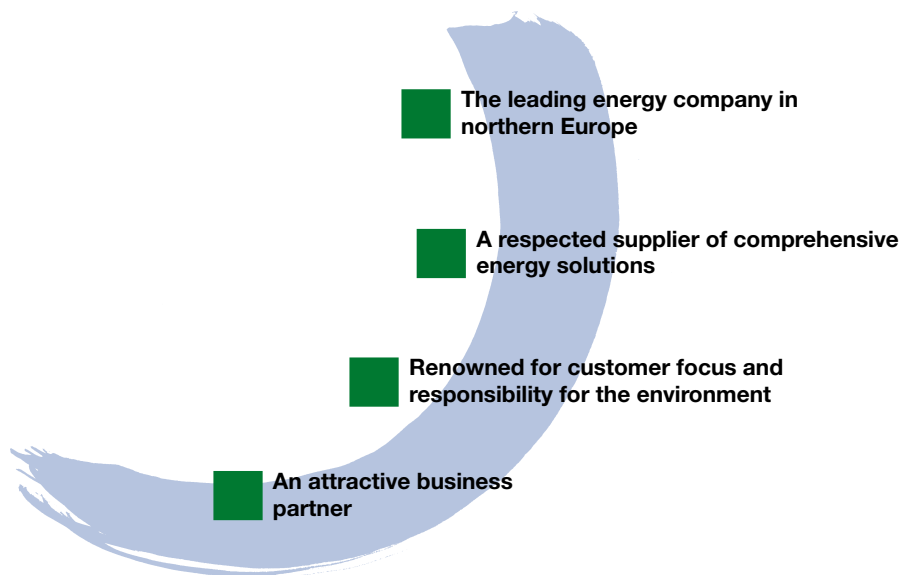 The leading energy company in
northern Europe
A respected supplier of comprehensive
energy solutions
Renowned for customer focus and
responsibility for the environment
An attractive business
partner